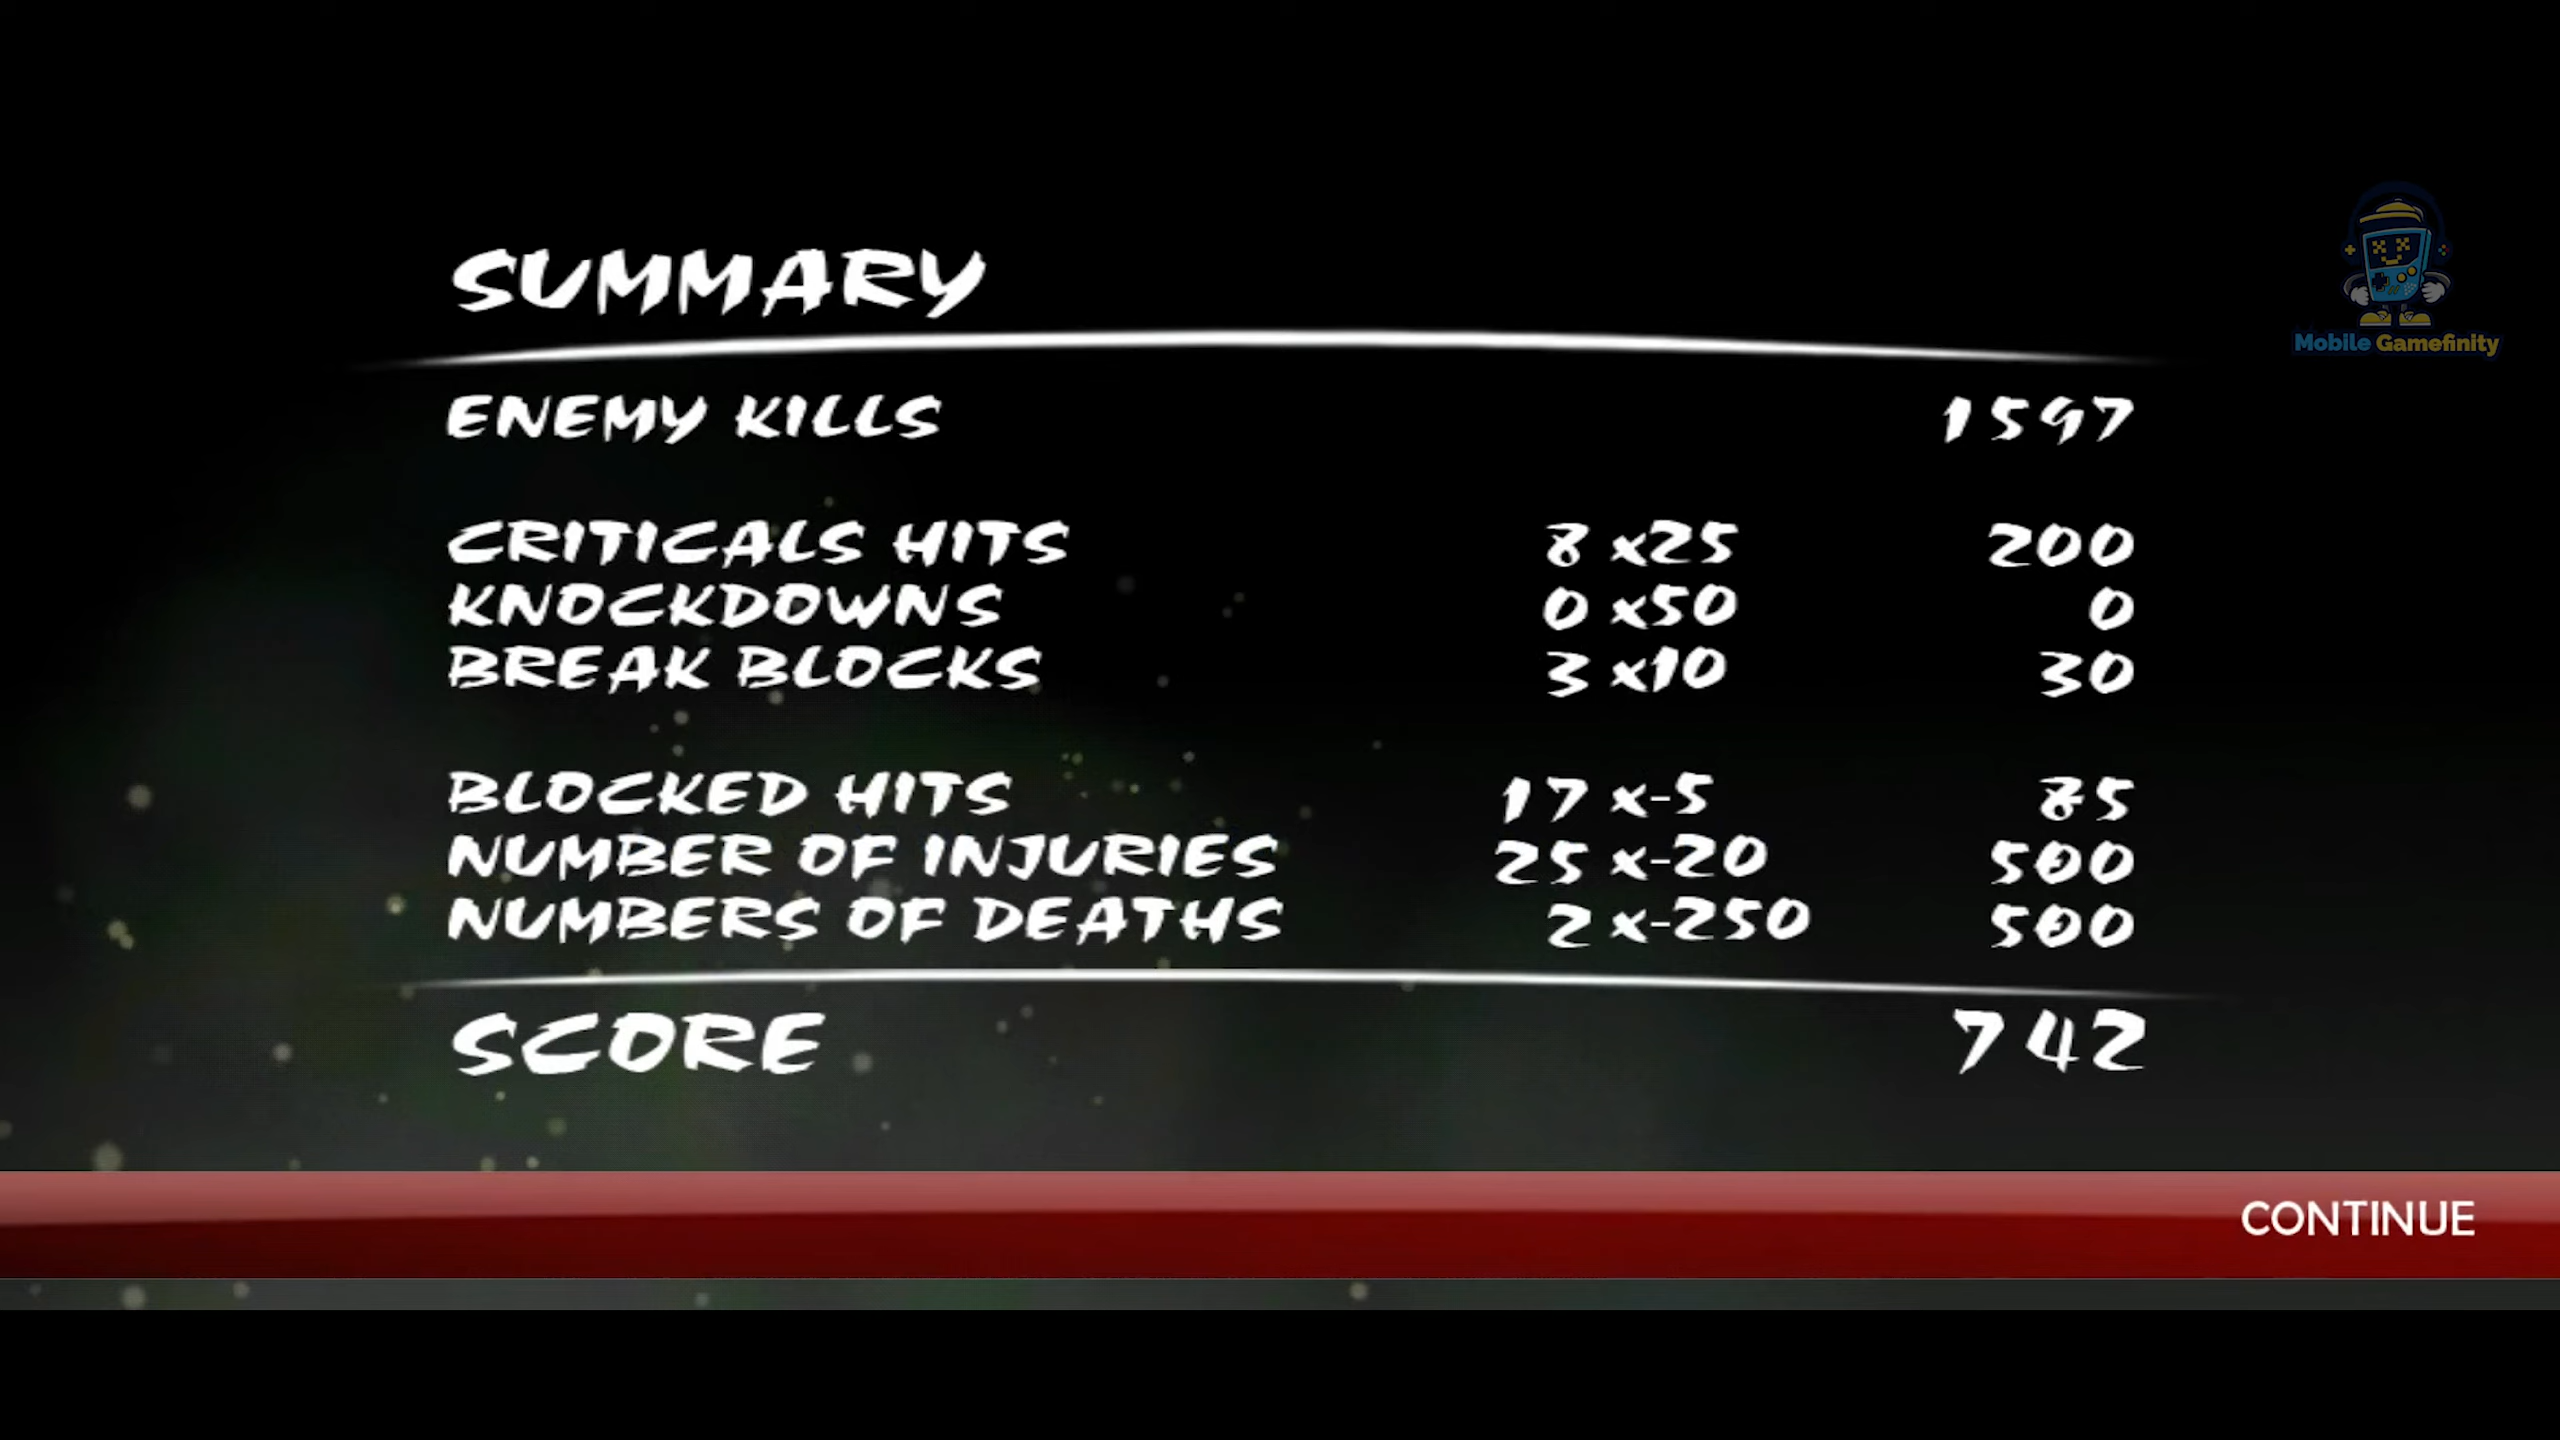 SUMMARY
ENEMY KILLS 1597
CRITICALS HITS 8 x25 200
KNOCKDOWNS 0 x50 0
BREAK BLOCKS 3 x10 30
BLOCKED HITS 17 x-5 85
NUMBER OF INJURIES 25 x-20 500
NUMBERS OF DEATHS 2 x-250 500
SCORE 742
CONTINUE
Mobile Gamefinity